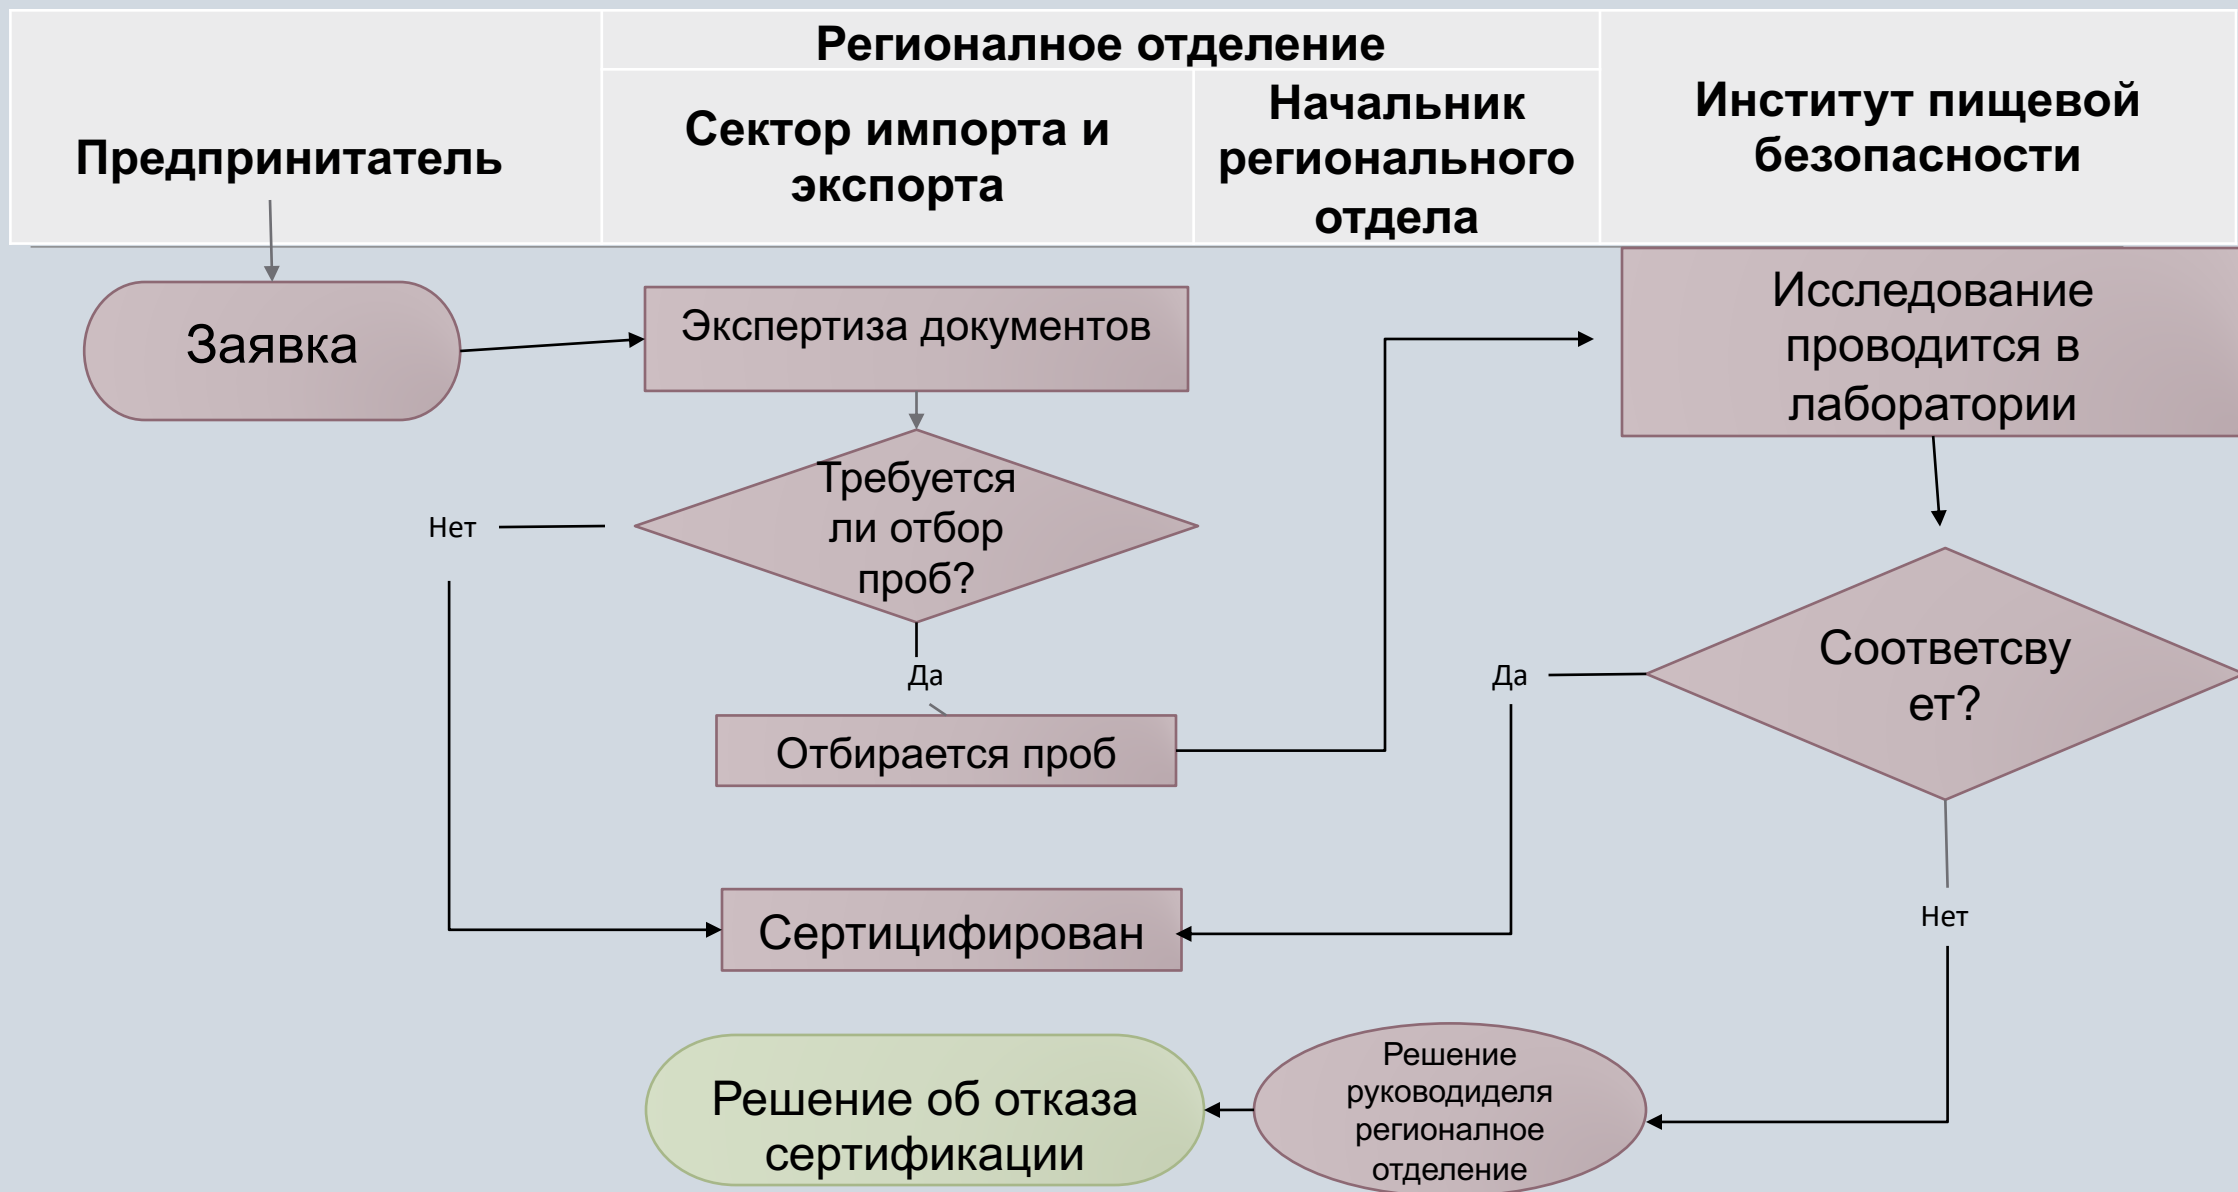 Регионалное отделение
Предпринитатель
Сектор импорта и
экспорта
Начальник
регионального
отдела
Институт пищевой
безопасности
Заявка
Экспертиза документов
Исследование
проводится в
лаборатории
Требуется
ли отбор
проб?
Нет
Да
Отбирается проб
Да
Соответсву
ет?
Сертицифирован
Нет
Решение об отказа
сертификации
Решение
руководиделя
регионалное
отделение